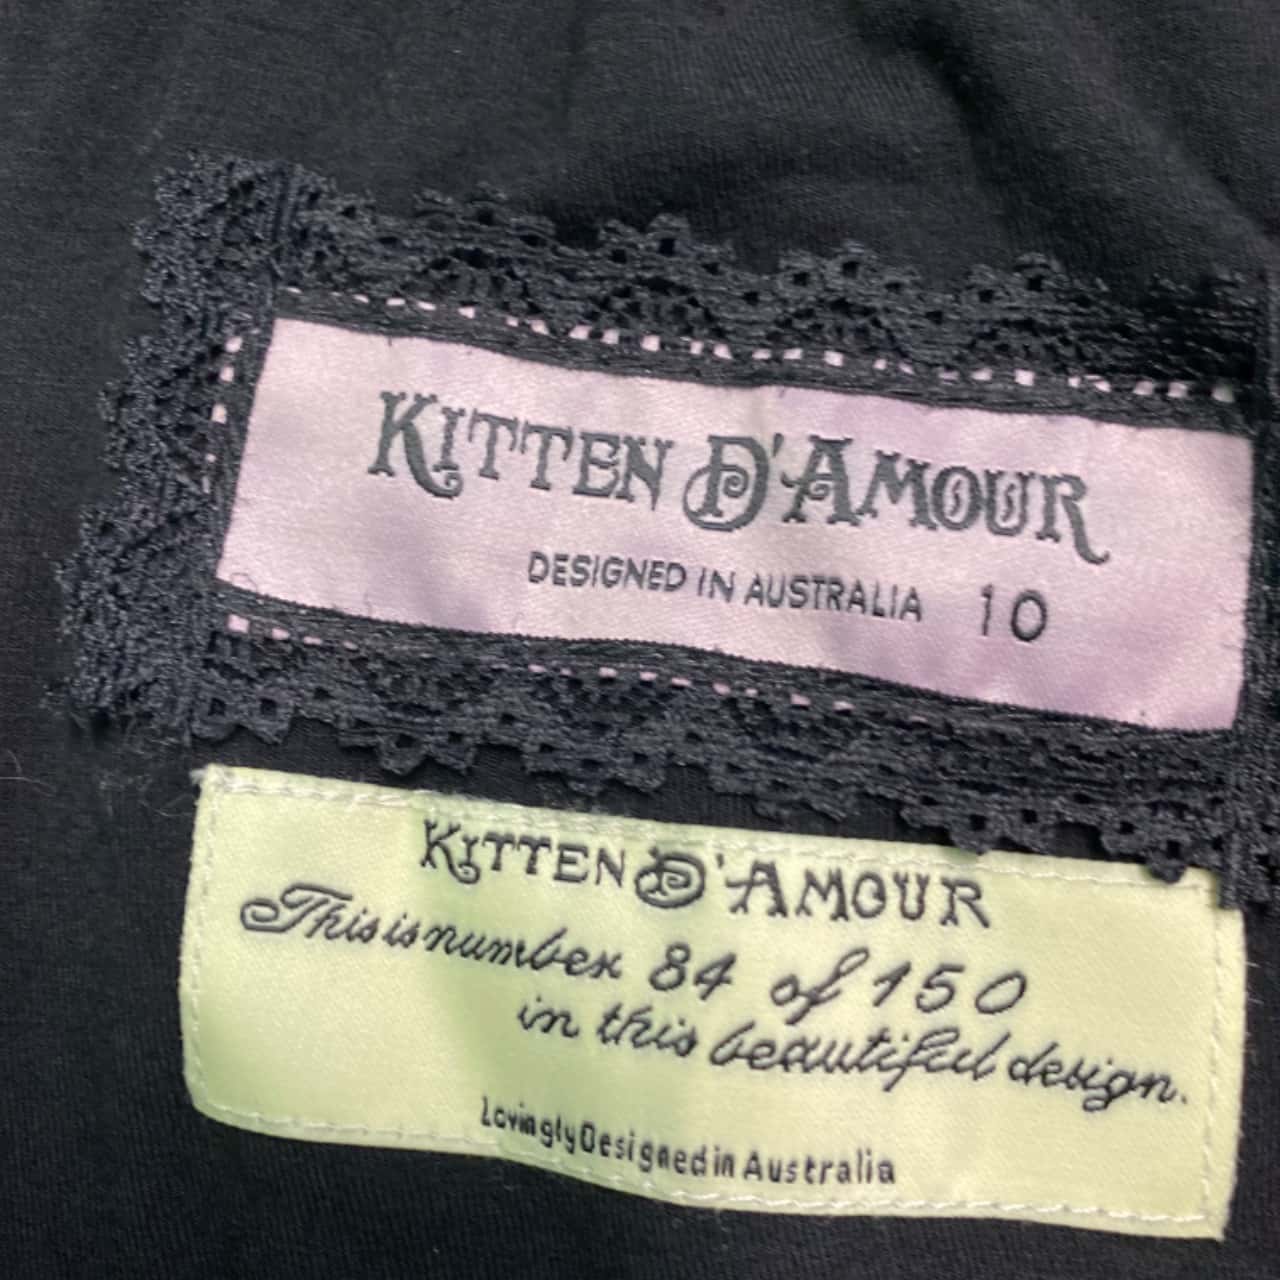 KITTEN D'AMOUR
DESIGNED IN AUSTRALIA 10
KITTEN D'AMOUR
This is number 84 of 150
in this beautiful design.
Lovingly Designed in Australia